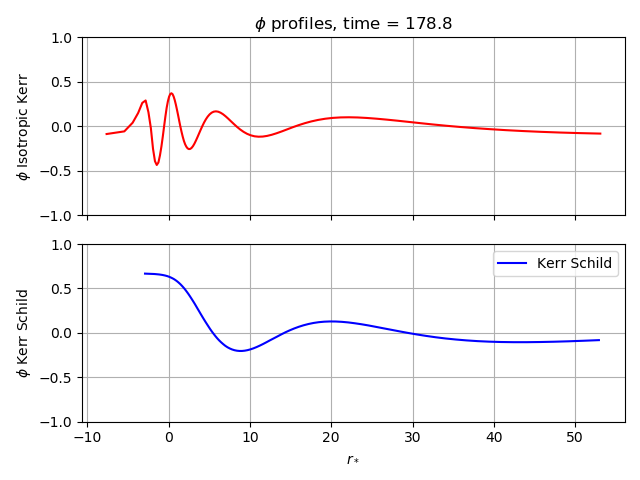 ϕ profiles, time = 178.8
ϕ Isotropic Kerr
1.0
0.5
0.0
−0.5
−1.0
ϕ Kerr Schild
1.0
0.5
0.0
−0.5
−1.0
Kerr Schild
−10 0 10 20 30 40 50
r*